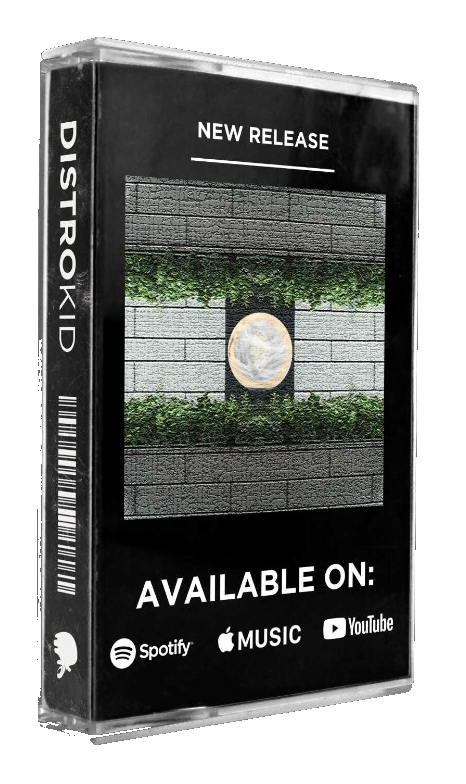 DISTROKID
NEW RELEASE
AVAILABLE ON:
Spotify
MUSIC
YouTube